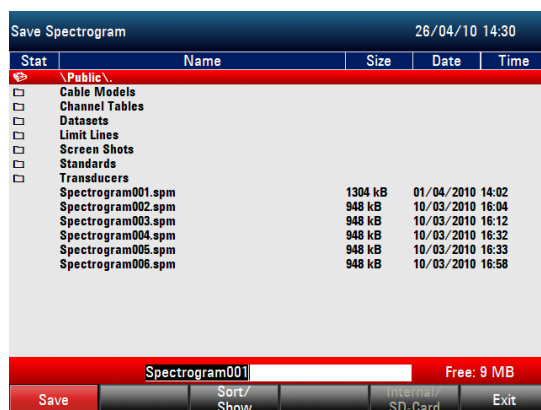 Save Spectrogram 26/04/10 14:30
Stat Name Size Date Time
\Public\.
Cable Models
Channel Tables
Datasets
Limit Lines
Screen Shots
Standards
Transducers
Spectrogram001.spm 1304 kB 01/04/2010 14:02
Spectrogram002.spm 948 kB 10/03/2010 16:04
Spectrogram003.spm 948 kB 10/03/2010 16:12
Spectrogram004.spm 948 kB 10/03/2010 16:32
Spectrogram005.spm 948 kB 10/03/2010 16:33
Spectrogram006.spm 948 kB 10/03/2010 16:58
Spectrogram001 Free: 9 MB
Save Sort/ Show Internal/ SD-Card Exit